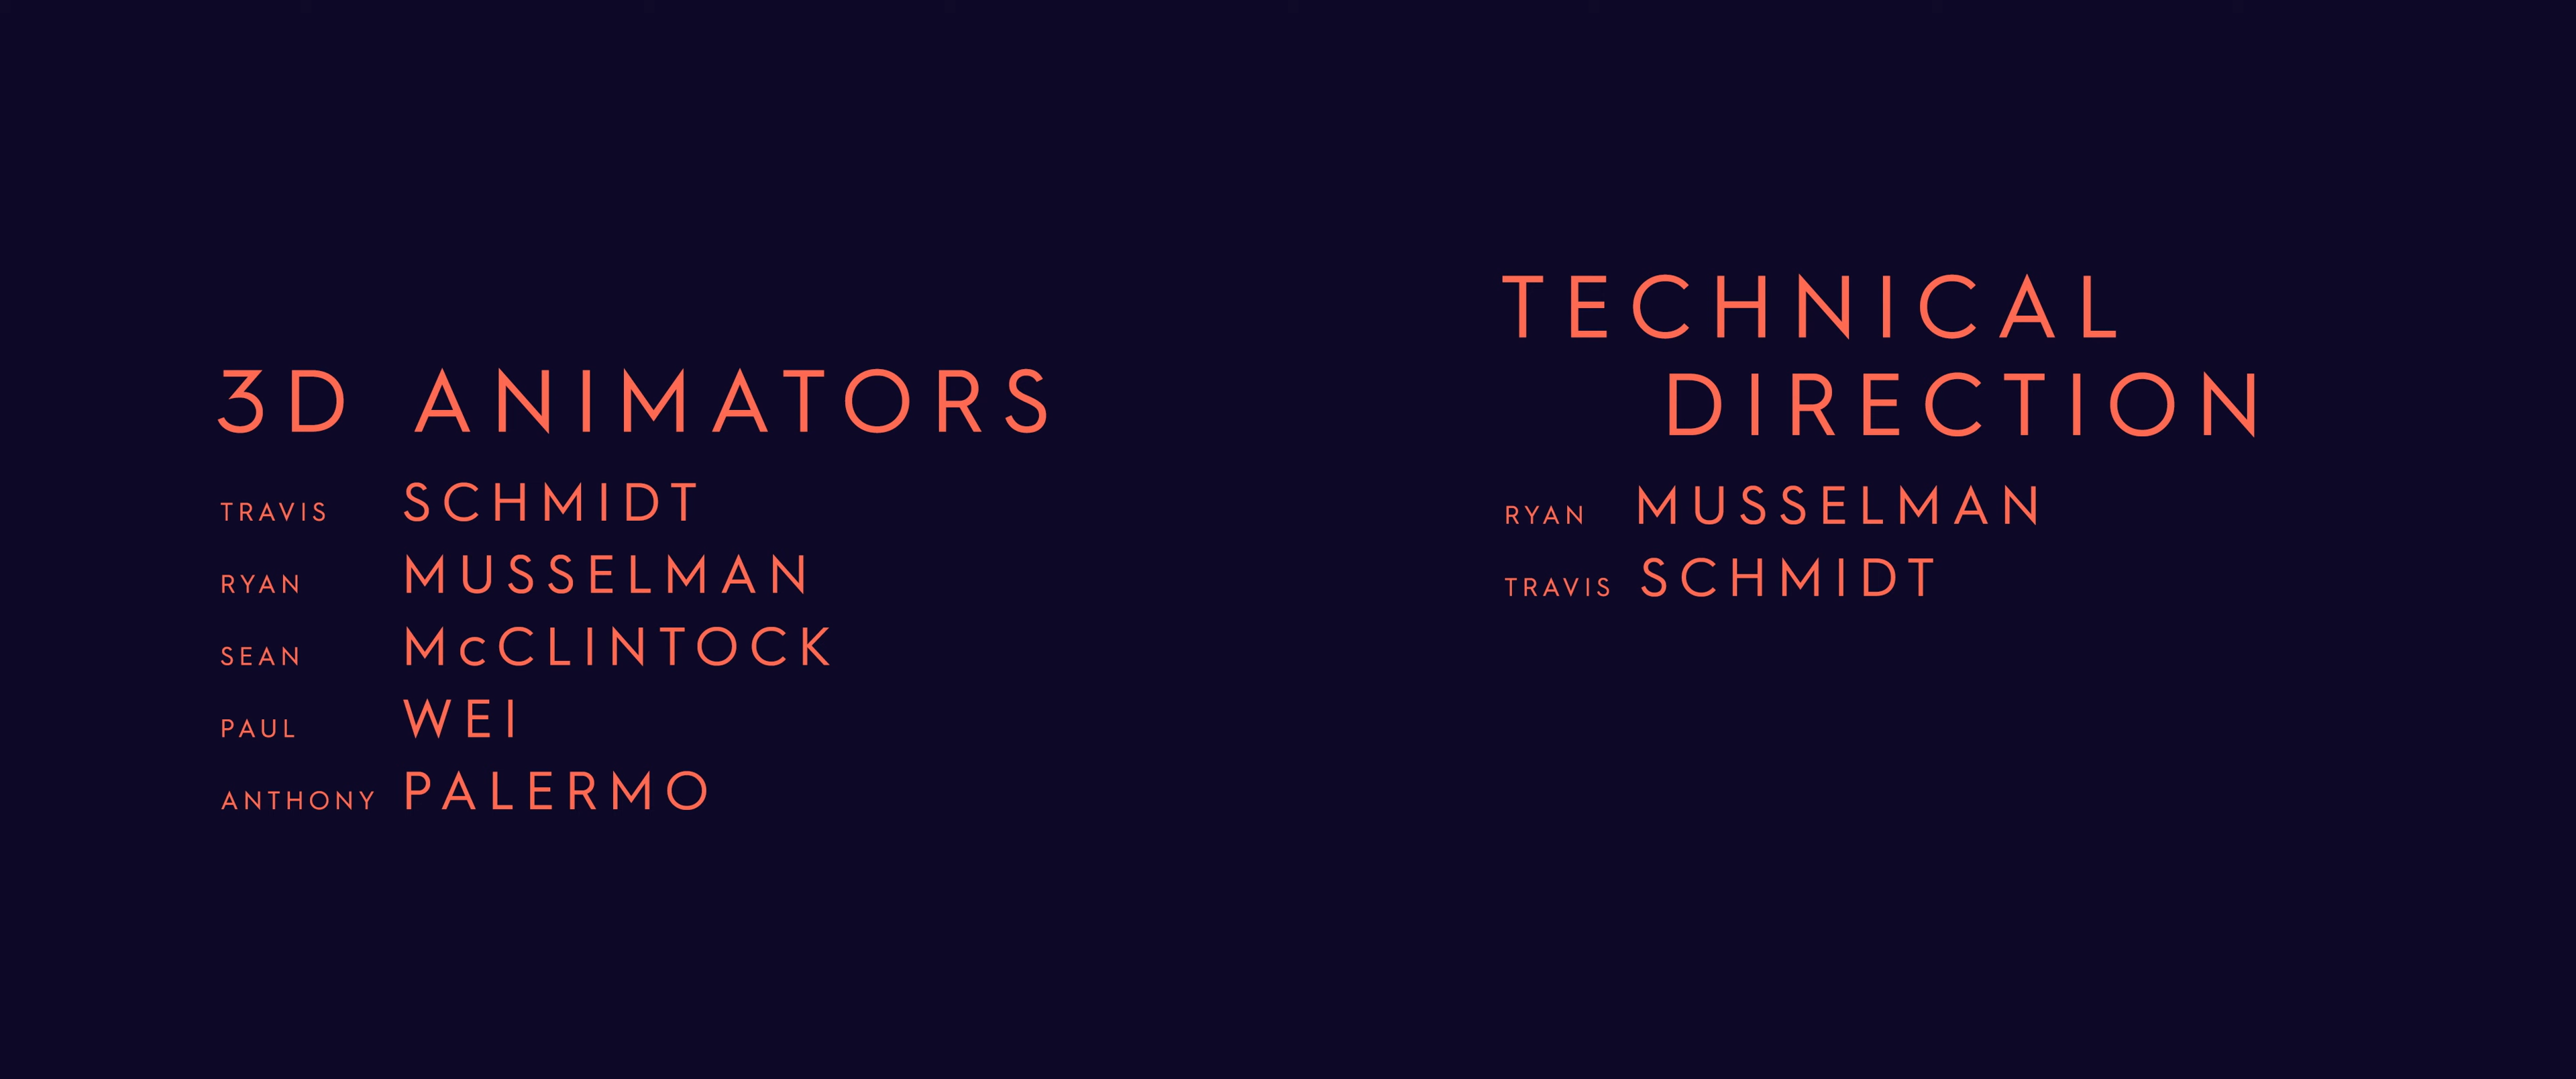 3D ANIMATORS
TRAVIS SCHMIDT
RYAN MUSSELMAN
SEAN McCLINTOCK
PAUL WEI
ANTHONY PALERMO
TECHNICAL
DIRECTION
RYAN MUSSELMAN
TRAVIS SCHMIDT